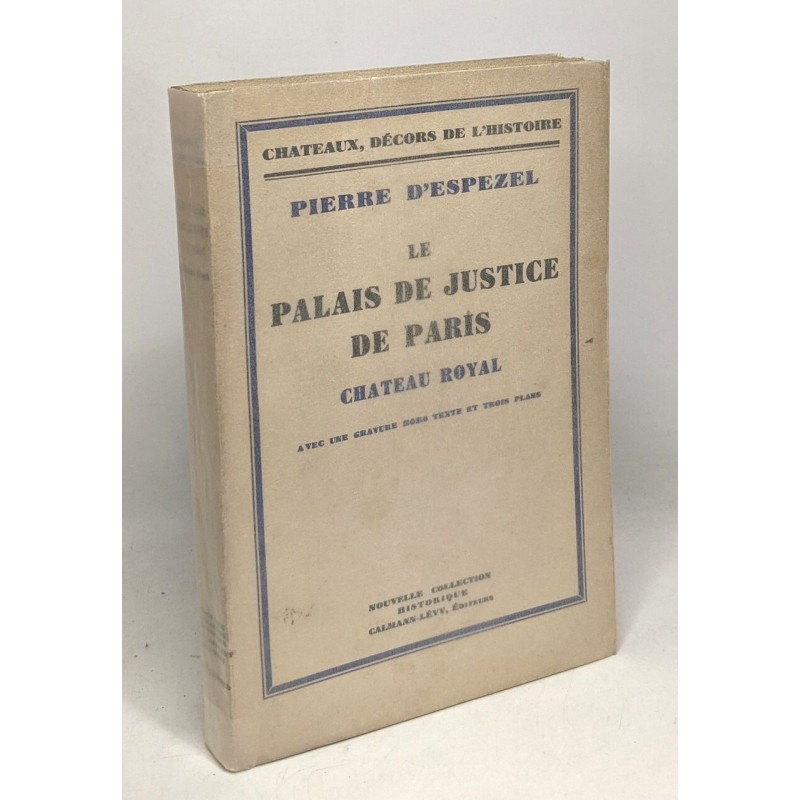 CHATEAUX, DÉCORS DE L'HISTOIRE
PIERRE D'ESPEZEL
LE
PALAIS DE JUSTICE
DE PARIS
CHATEAU ROYAL
AVEC UNE GRAVURE HORS TEXTE ET TROIS PLANS
NOUVELLE COLLECTION
HISTORIQUE
CALMANN-LÉVY, ÉDITEURS